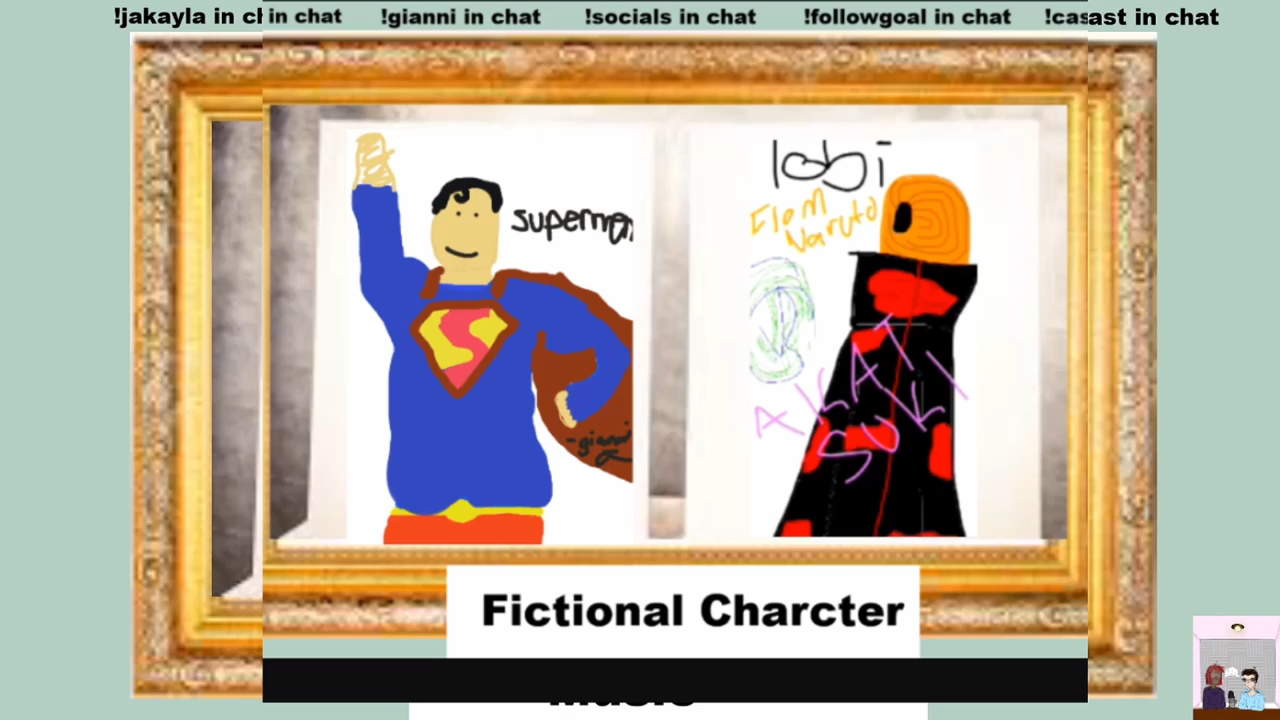 !jakayla in ch in chat !gianni in chat !socials in chat !followgoal in chat !cas ast in chat
superman
-gianni
Tobi
From
Naruto
AKATSUKI
Fictional Charcter
Music